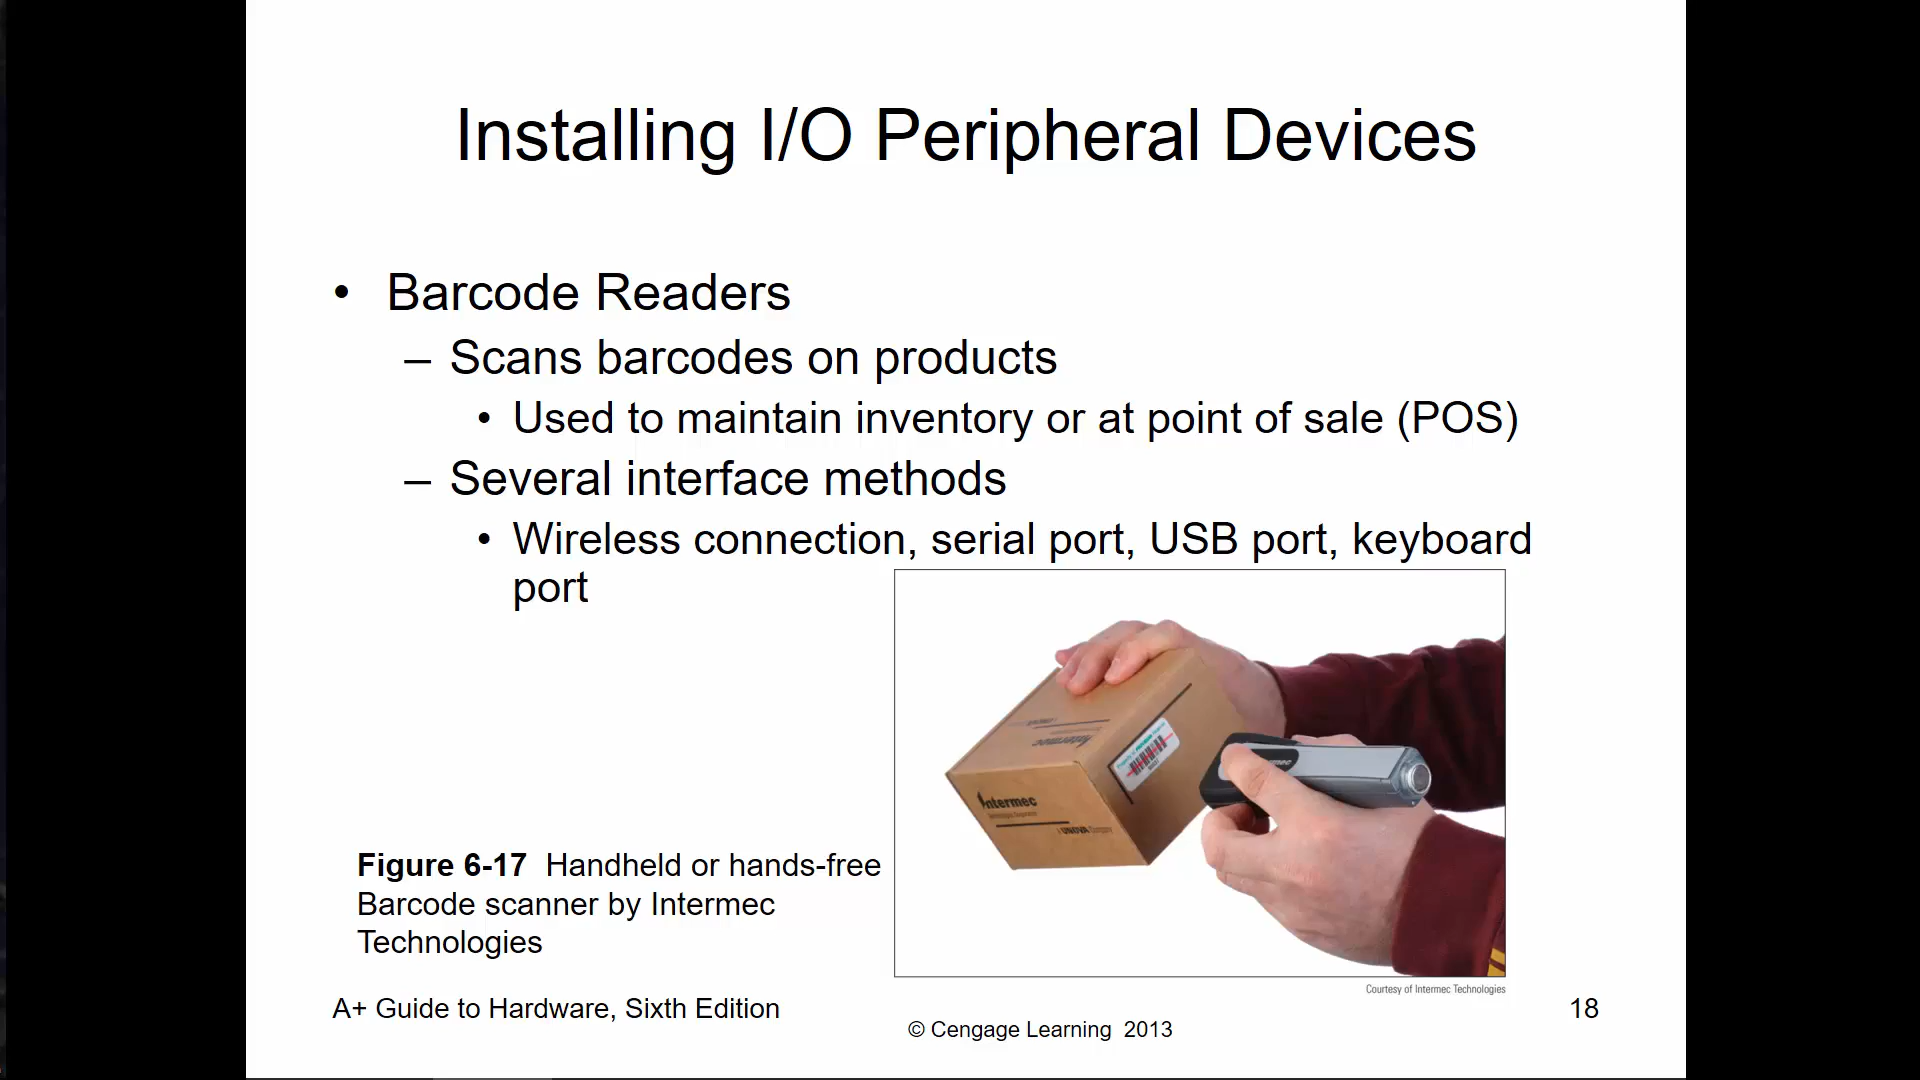 Installing I/O Peripheral Devices
• Barcode Readers
– Scans barcodes on products
• Used to maintain inventory or at point of sale (POS)
– Several interface methods
• Wireless connection, serial port, USB port, keyboard
port
Intermec
UNOVA
Figure 6-17 Handheld or hands-free
Barcode scanner by Intermec
Technologies
Courtesy of Intermec Technologies
A+ Guide to Hardware, Sixth Edition
© Cengage Learning 2013
18